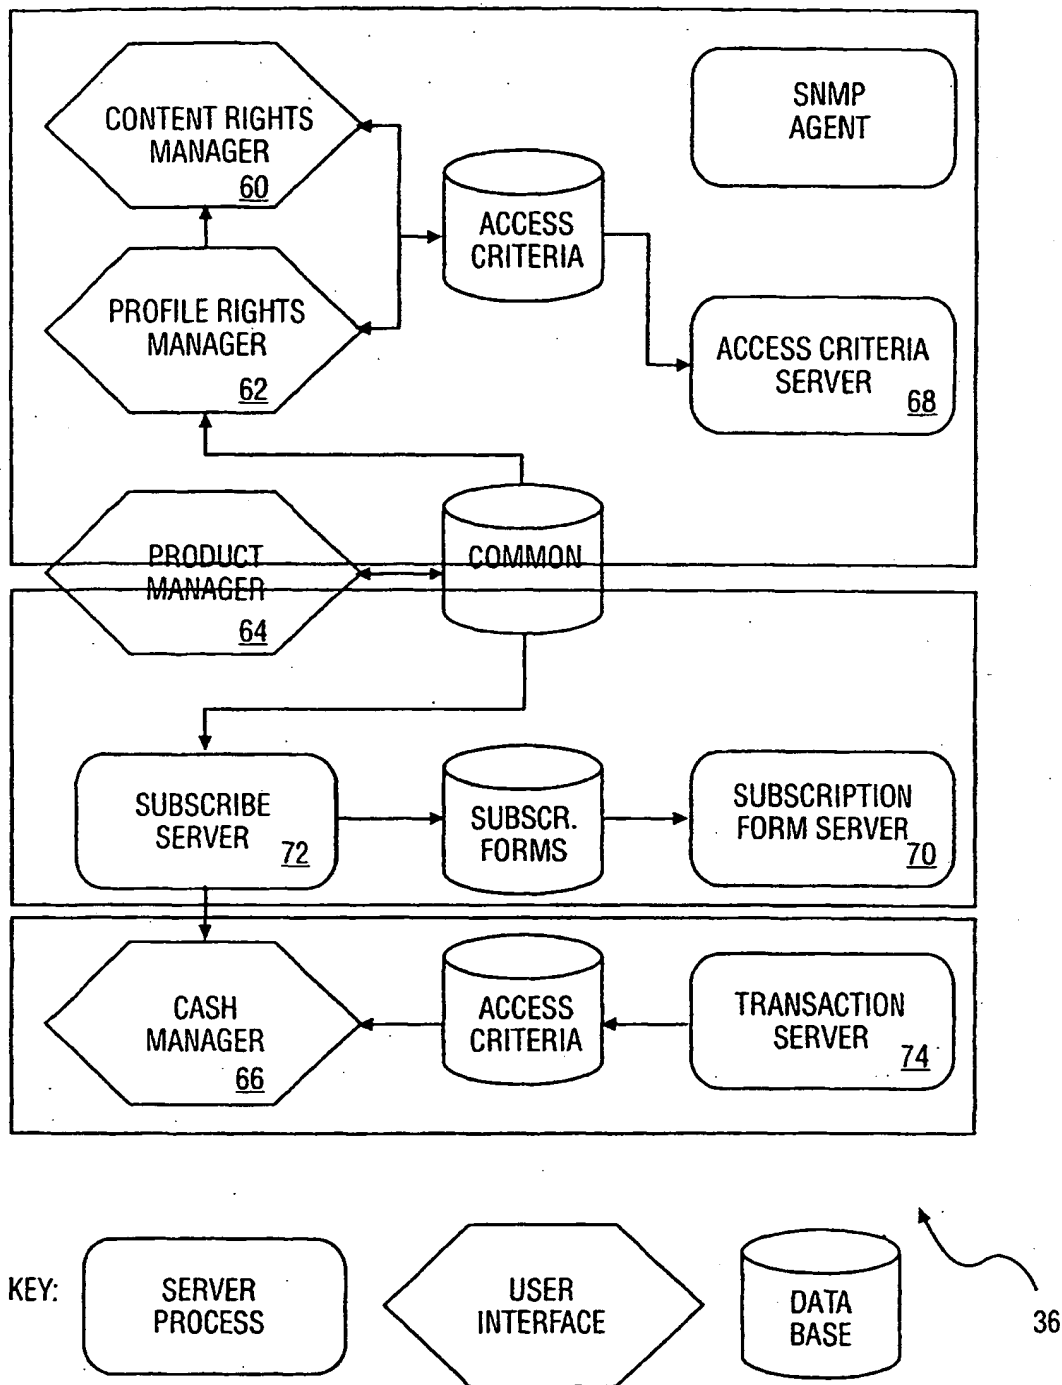 CONTENT RIGHTS
MANAGER
60
SNMP
AGENT
ACCESS
CRITERIA
PROFILE RIGHTS
MANAGER
62
ACCESS CRITERIA
SERVER
68
PRODUCT
MANAGER
64
COMMON
SUBSCRIBE
SERVER
72
SUBSCR.
FORMS
SUBSCRIPTION
FORM SERVER
70
CASH
MANAGER
66
ACCESS
CRITERIA
TRANSACTION
SERVER
74
KEY:
SERVER
PROCESS
USER
INTERFACE
DATA
BASE
36